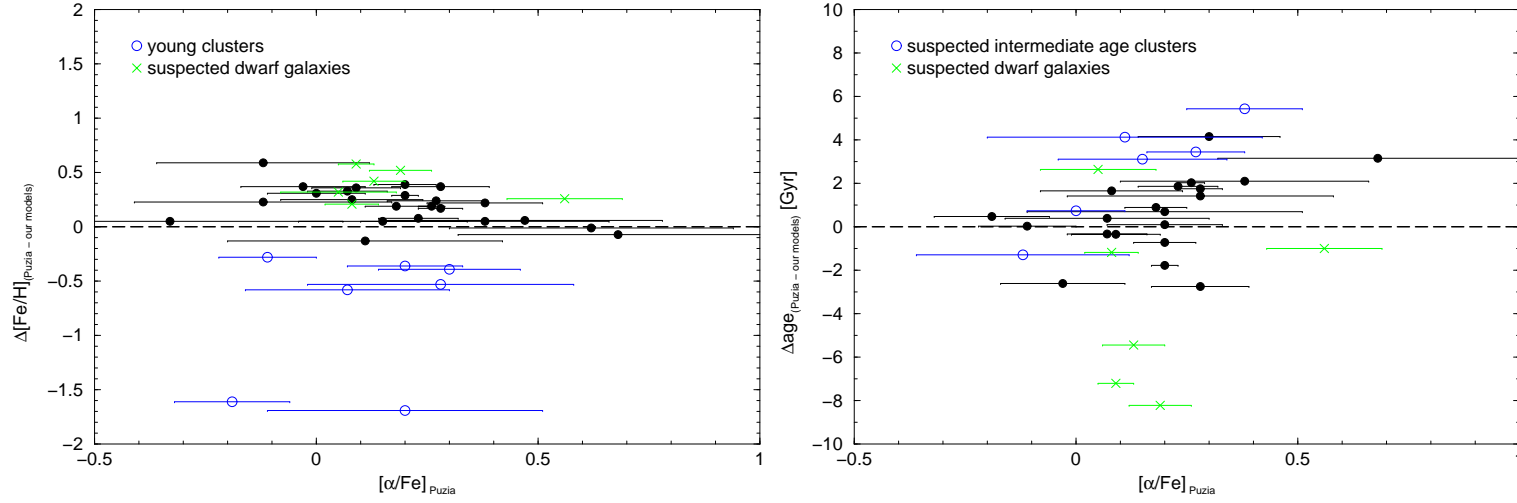 2
1.5
1
0.5
0
−0.5
−1
−1.5
−2
Δ[Fe/H](Puzia − our models)
young clusters
suspected dwarf galaxies
−0.5 0 0.5 1
[α/Fe] Puzia
10
8
6
4
2
0
−2
−4
−6
−8
−10
Δage(Puzia − our models) [Gyr]
suspected intermediate age clusters
suspected dwarf galaxies
−0.5 0 0.5 1
[α/Fe] Puzia